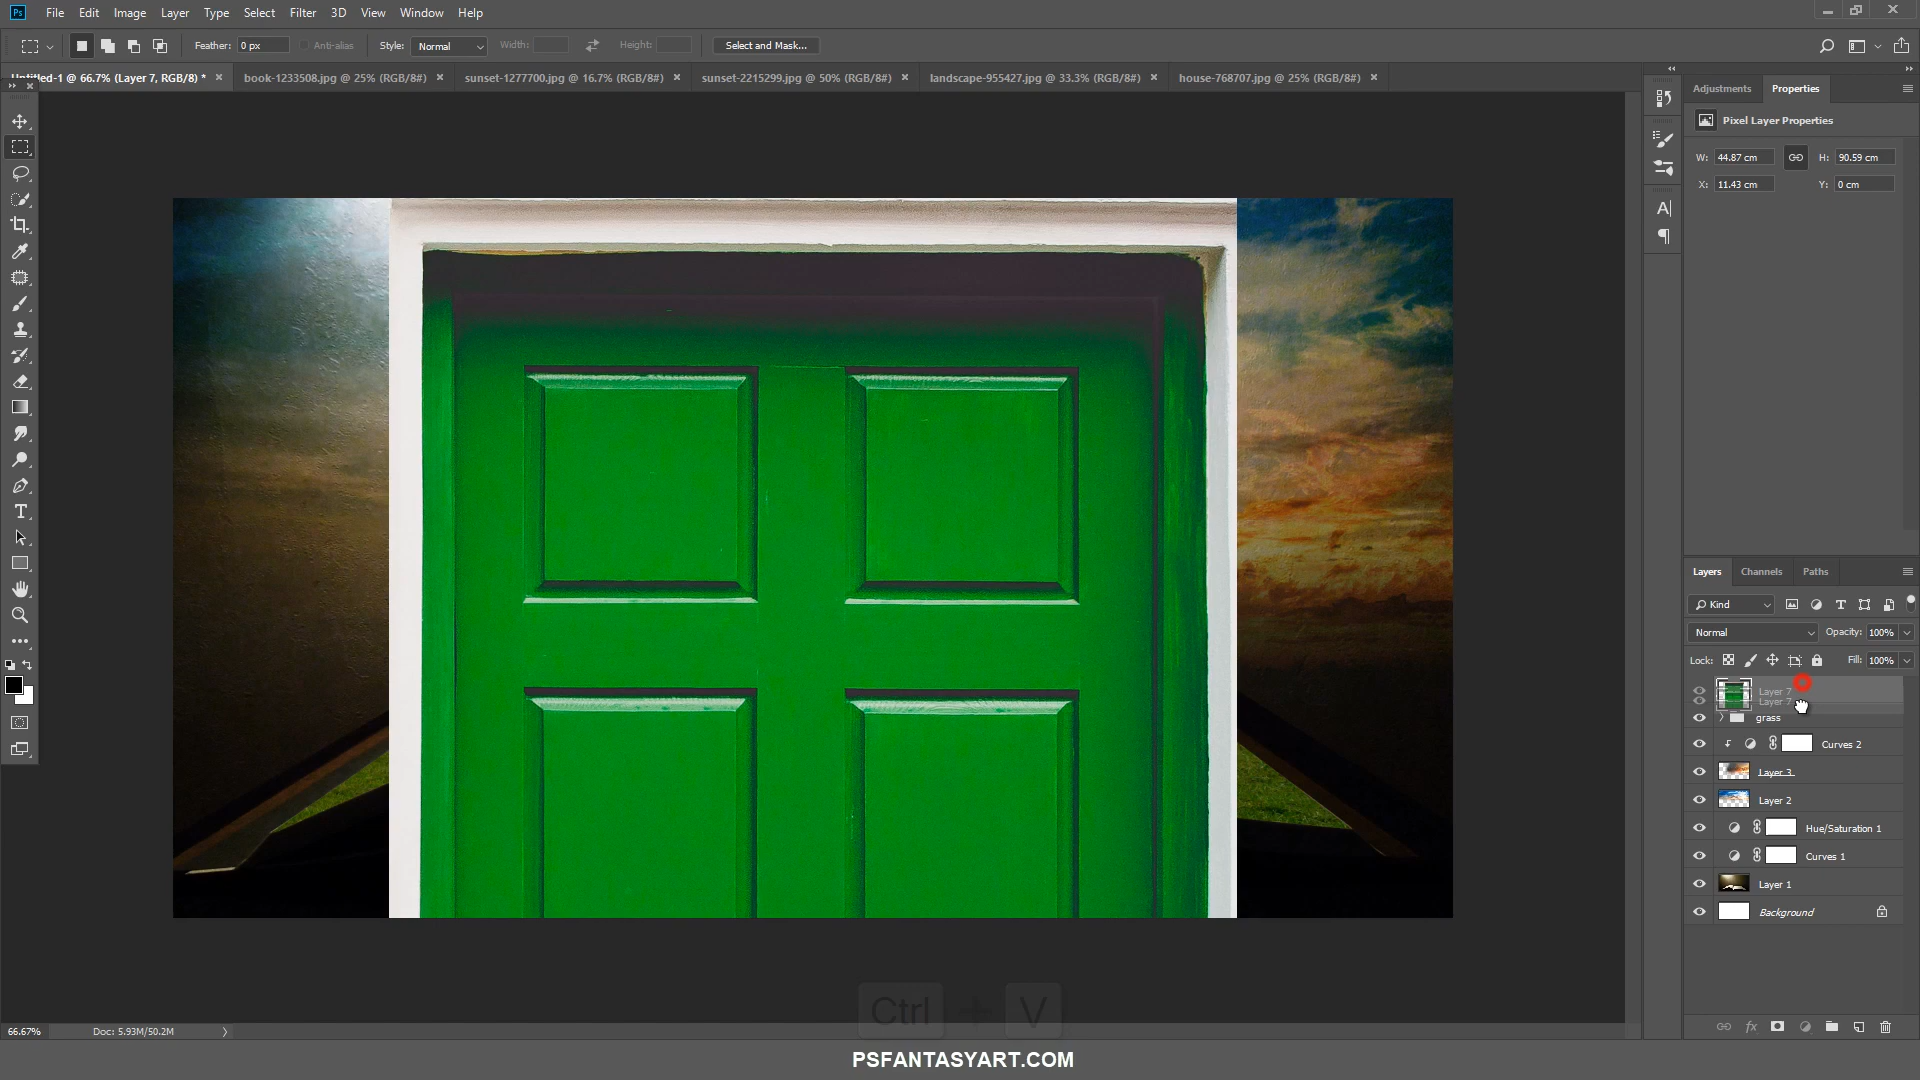 Ps File Edit Image Layer Type Select Filter 3D View Window Help
Feather: 0 px Anti-alias Style: Normal Width: Height: Select and Mask...
Untitled-1 @ 66.7% (Layer 7, RGB/8) * book-1233508.jpg @ 25% (RGB/8#) sunset-1277700.jpg @ 16.7% (RGB/8#) sunset-2215299.jpg @ 50% (RGB/8#) landscape-955427.jpg @ 33.3% (RGB/8#) house-768707.jpg @ 25% (RGB/8#)
Adjustments Properties
Pixel Layer Properties
W: 44.87 cm H: 90.59 cm
X: 11.43 cm Y: 0 cm
Layers Channels Paths
Kind
Normal Opacity: 100%
Lock: Fill: 100%
Layer 7
Layer 7
grass
Curves 2
Layer 3
Layer 2
Hue/Saturation 1
Curves 1
Layer 1
Background
Ctrl + V
66.67% Doc: 5.93M/50.2M
PSFANTASYART.COM